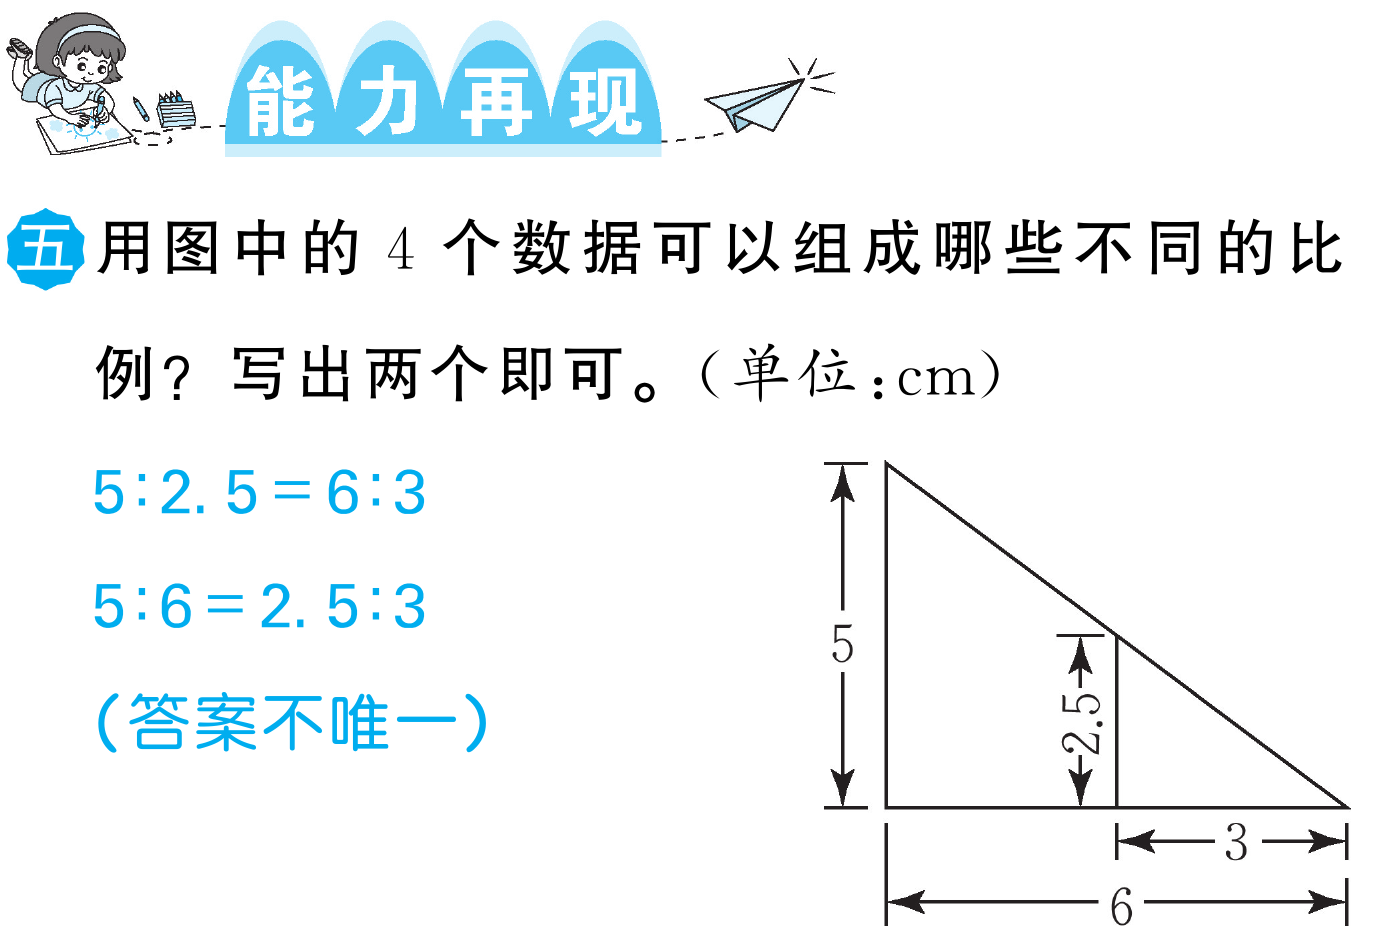 能力再现
五 用图中的 4 个数据可以组成哪些不同的比
例？写出两个即可。（单位：cm）
5∶2.5＝6∶3
5∶6＝2.5∶3
（答案不唯一）
5
2.5
3
6